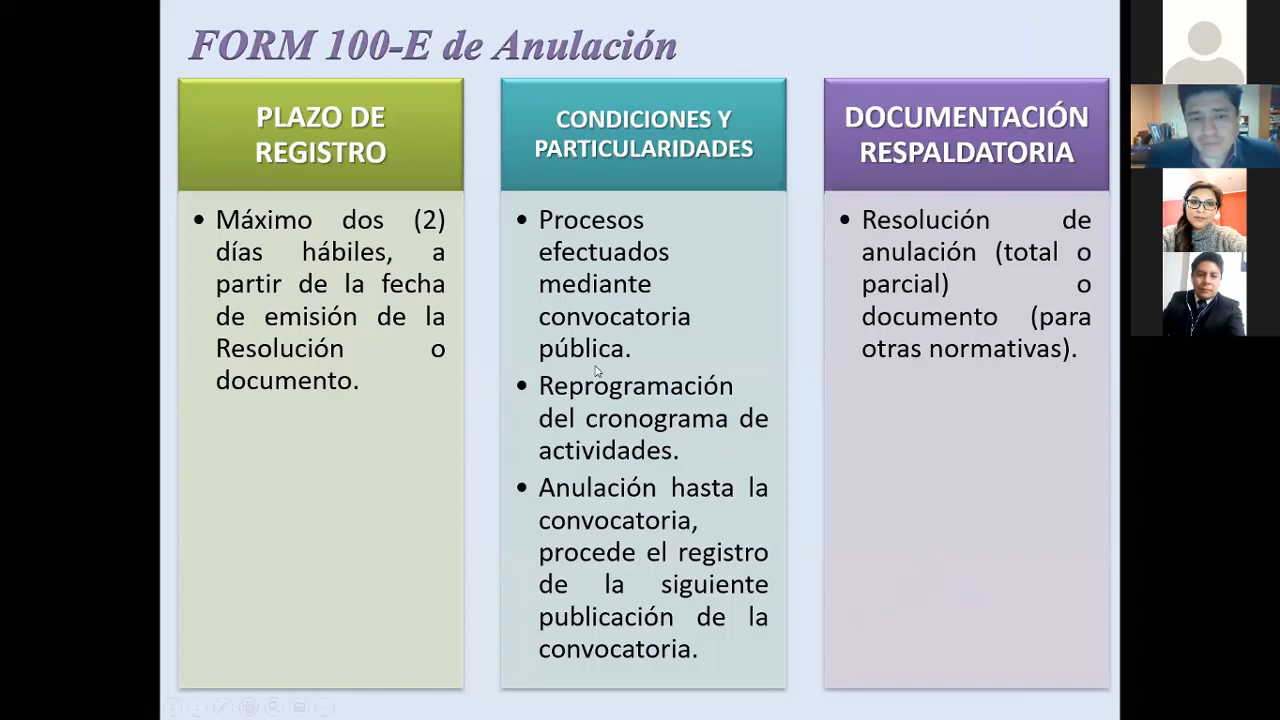 FORM 100-E de Anulación
PLAZO DE
REGISTRO
• Máximo dos (2)
días hábiles, a
partir de la fecha
de emisión de la
Resolución o
documento.
CONDICIONES Y
PARTICULARIDADES
• Procesos
efectuados
mediante
convocatoria
pública.
• Reprogramación
del cronograma de
actividades.
• Anulación hasta la
convocatoria,
procede el registro
de la siguiente
publicación de la
convocatoria.
DOCUMENTACIÓN
RESPALDATORIA
• Resolución de
anulación (total o
parcial) o
documento (para
otras normativas).